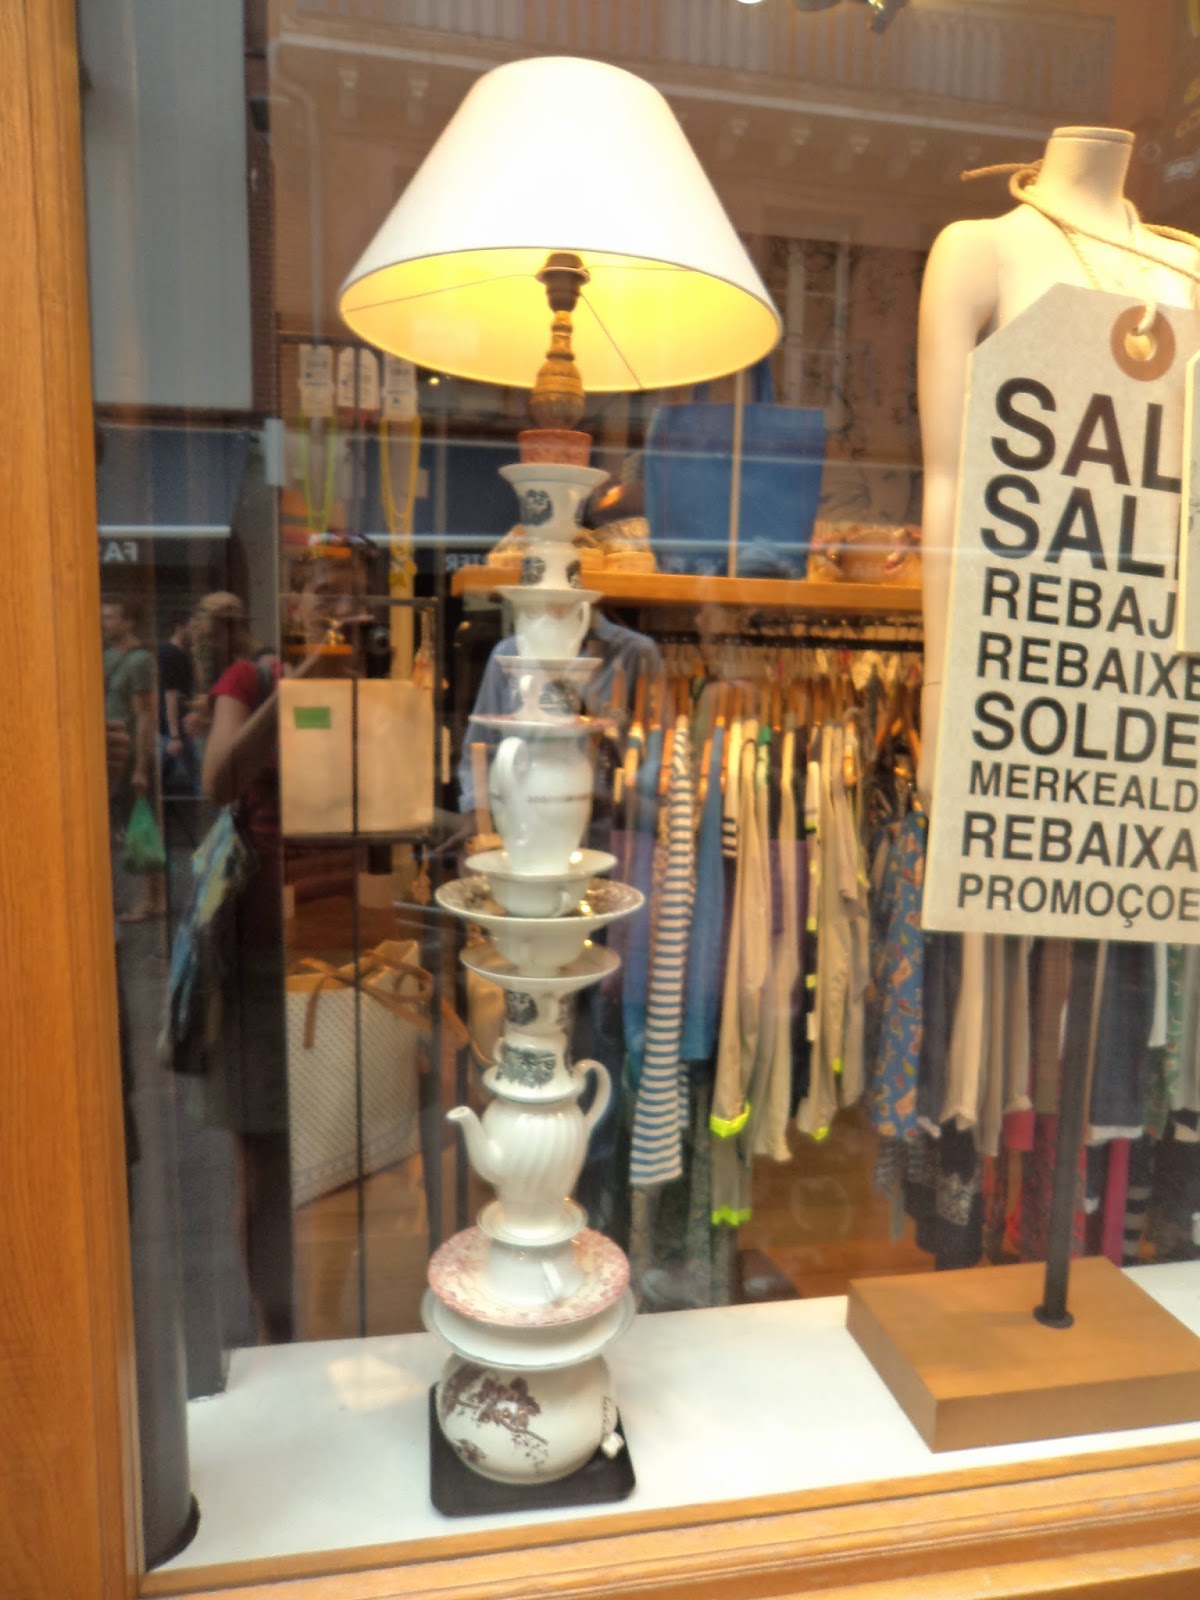 SAL
SAL
REBAJ
REBAIXE
SOLDE
MERKEALD
REBAIXA
PROMOÇOE